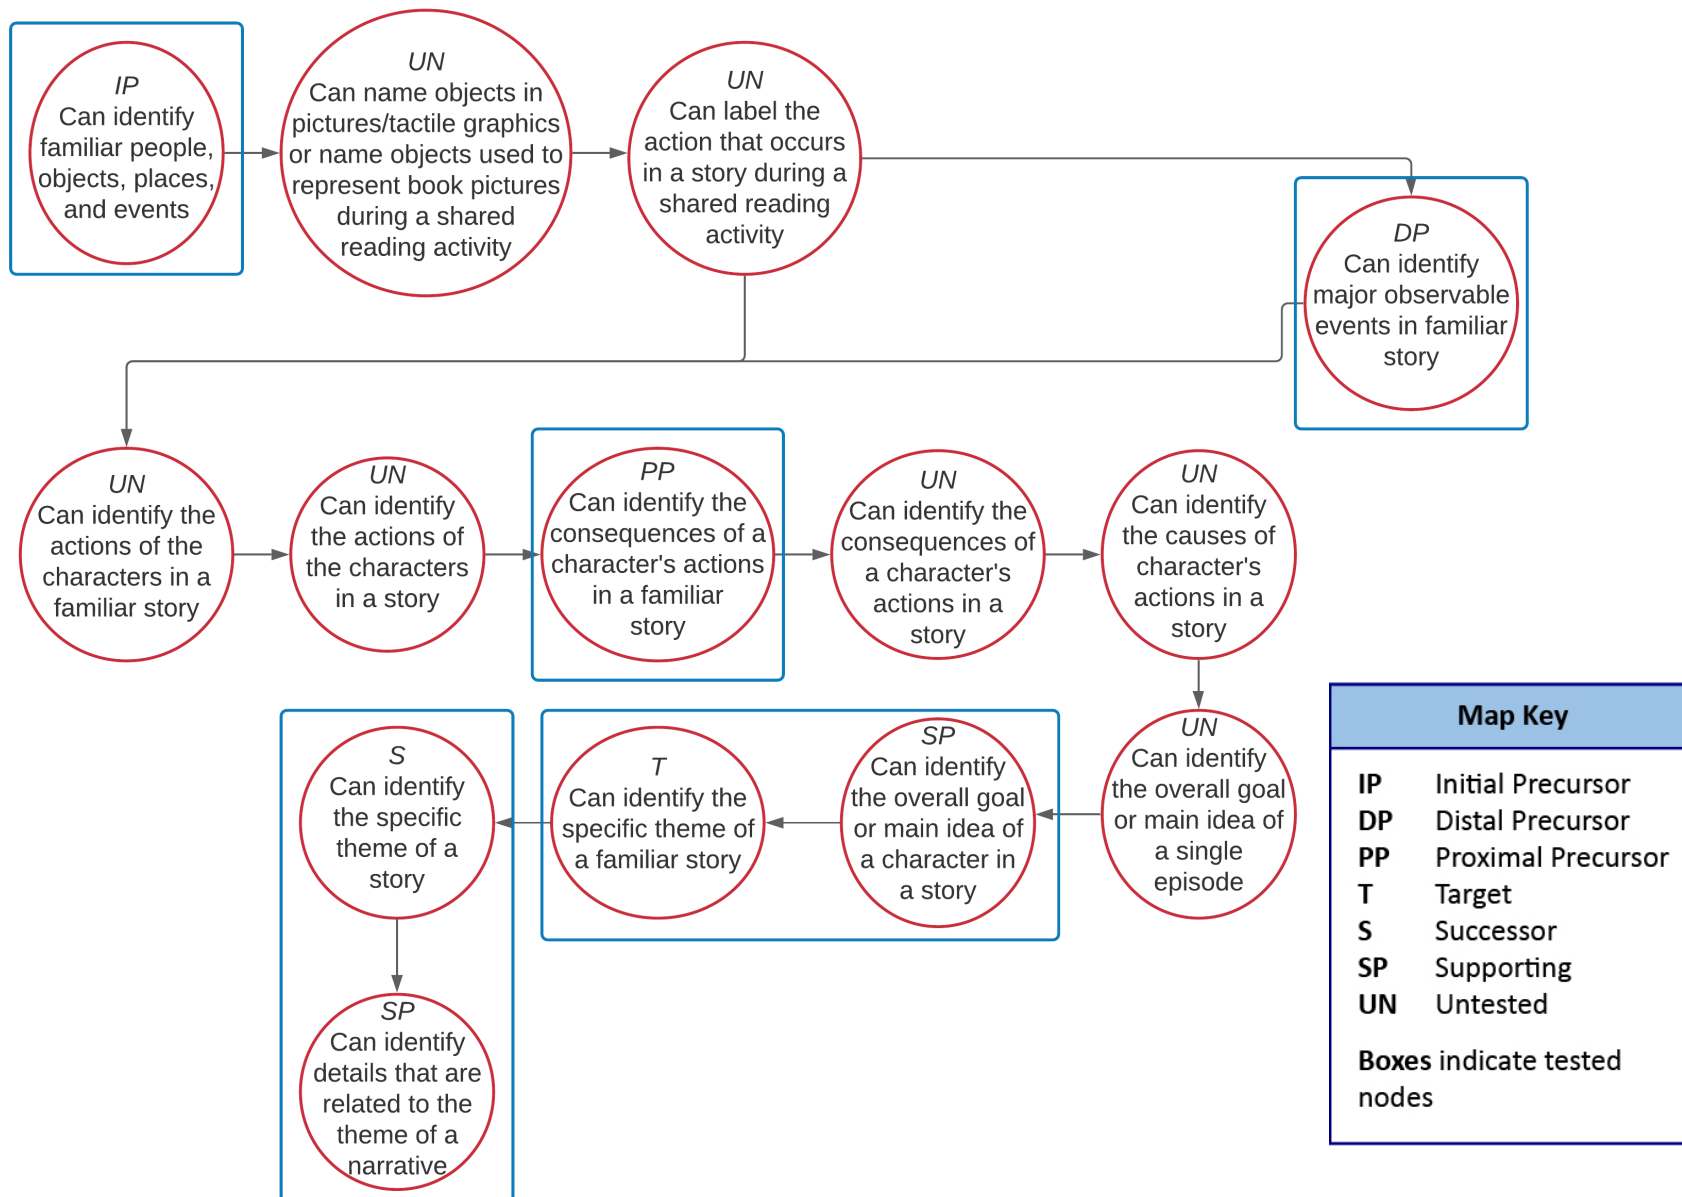 IP
Can identify
familiar people,
objects, places,
and events
UN
Can name objects in
pictures/tactile graphics
or name objects used to
represent book pictures
during a shared
reading activity
UN
Can label the
action that occurs
in a story during a
shared reading
activity
DP
Can identify
major observable
events in familiar
story
UN
Can identify the
actions of the
characters in a
familiar story
UN
Can identify
the actions of
the characters
in a story
PP
Can identify the
consequences of a
character's actions
in a familiar
story
UN
Can identify the
consequences of
a character's
actions in a
story
UN
Can identify
the causes of
character's
actions in a
story
UN
Can identify
the overall goal
or main idea of
a single
episode
SP
Can identify
the overall goal
or main idea of
a character in
a story
T
Can identify the
specific theme of
a familiar story
S
Can identify
the specific
theme of a
story
SP
Can identify
details that are
related to the
theme of a
narrative
Map Key
IP Initial Precursor
DP Distal Precursor
PP Proximal Precursor
T Target
S Successor
SP Supporting
UN Untested
Boxes indicate tested
nodes